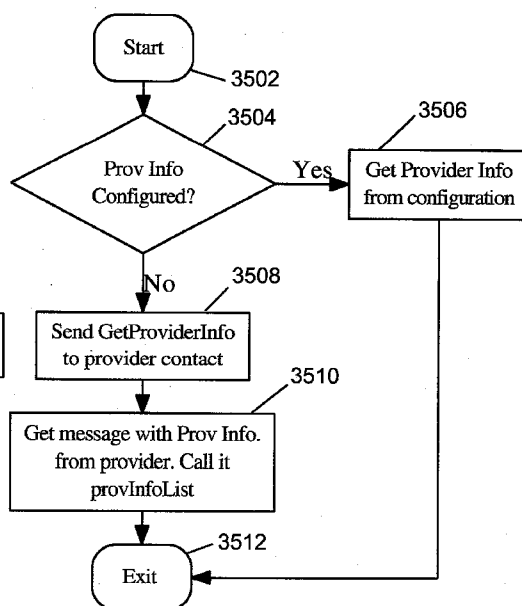 Start
3502
3504
Prov Info
Configured?
Yes
3506
Get Provider Info
from configuration
No
3508
Send GetProviderInfo
to provider contact
3510
Get message with Prov Info.
from provider. Call it
provInfoList
3512
Exit